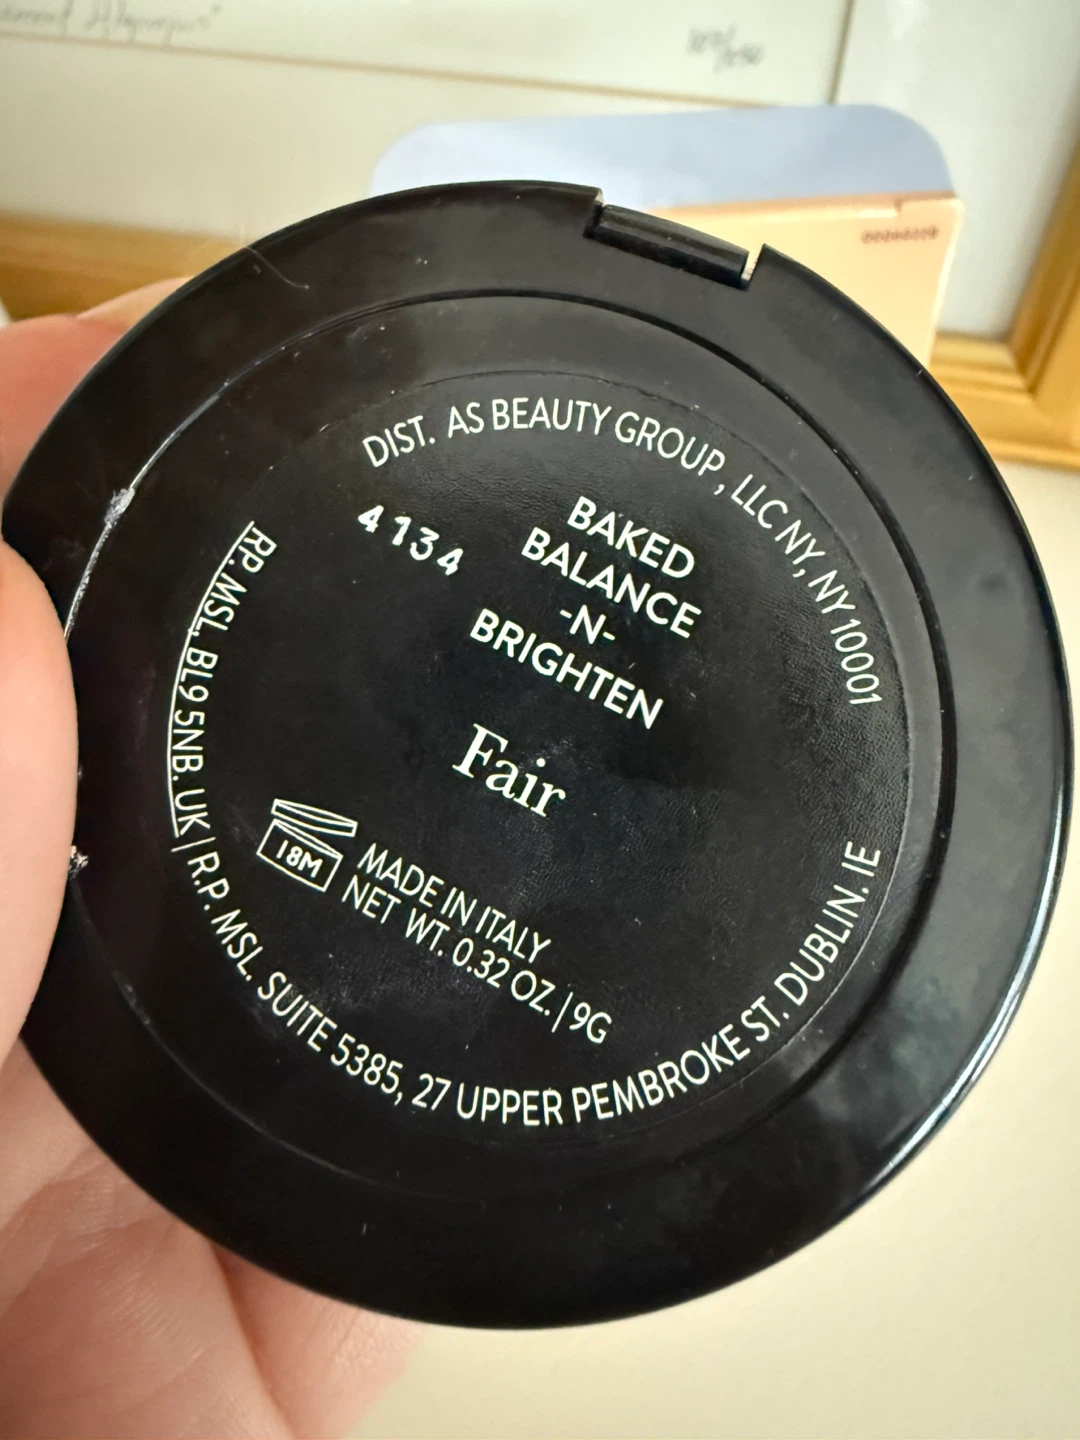 DIST. AS BEAUTY GROUP, LLC NY, NY 10001
4134
BAKED
BALANCE
-N-
BRIGHTEN
Fair
18M
MADE IN ITALY
NET WT. 0.32 OZ. | 9G
RP. MSL, BL9 5NB. UK | R.P. MSL. SUITE 5385, 27 UPPER PEMBROKE ST. DUBLIN. IE